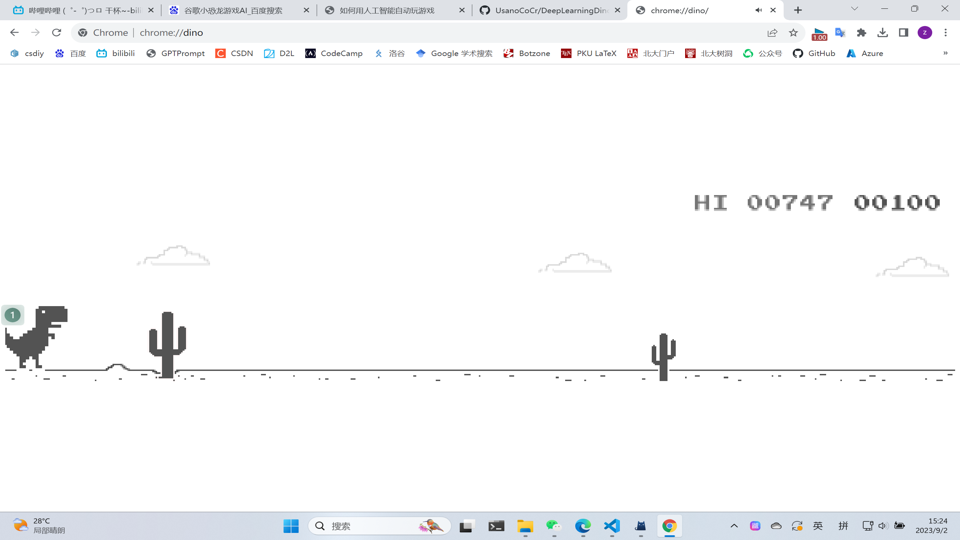 哔哩哔哩 (゜-゜)つロ 干杯~-bili
谷歌小恐龙游戏AI_百度搜索
如何用人工智能自动玩游戏
UsanoCoCr/DeepLearningDin
chrome://dino/
Chrome | chrome://dino
1.00
z
csdiy
百度
bilibili
GPTPrompt
CSDN
D2L
CodeCamp
洛谷
Google 学术搜索
Botzone
PKU LaTeX
北大门户
北大树洞
公众号
GitHub
Azure
»
HI 00747 00100
1
28°C
局部晴朗
搜索
英
拼
15:24
2023/9/2